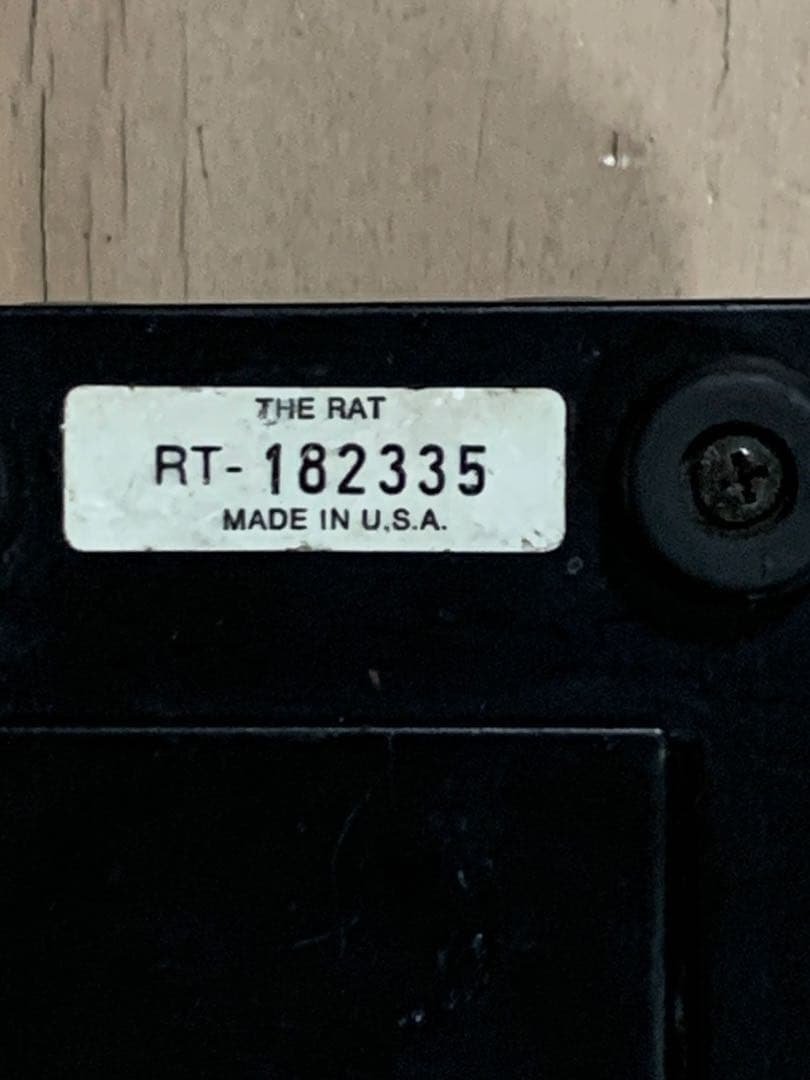 THE RAT
RT- 182335
MADE IN U.S.A.